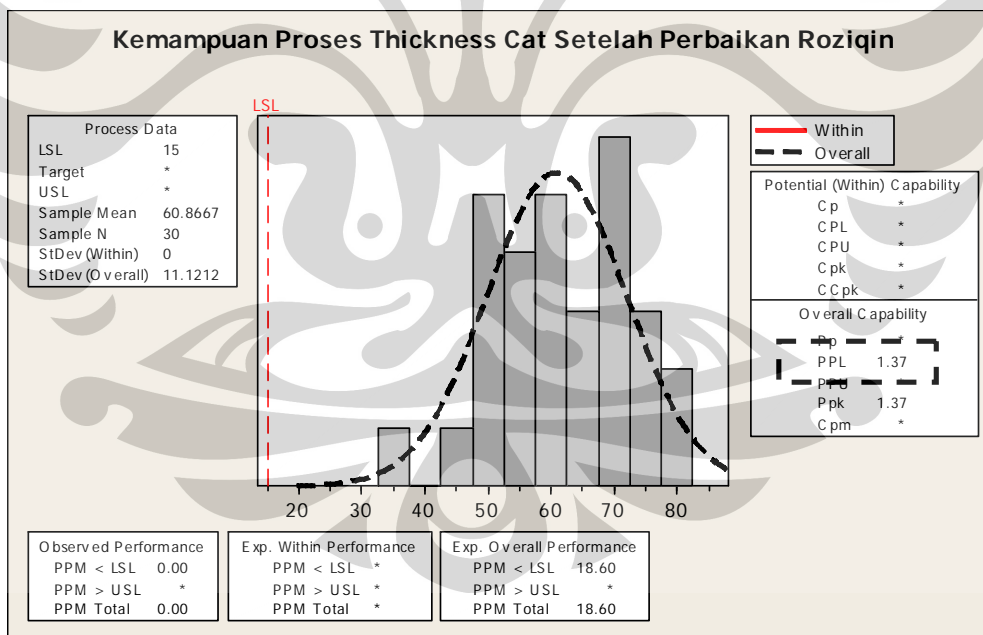 Kemampuan Proses Thickness Cat Setelah Perbaikan Roziqin
LSL
Process Data
LSL 15
Target *
USL *
Sample Mean 60.8667
Sample N 30
StDev(Within) 0
StDev(Overall) 11.1212
Within
Overall
Potential (Within) Capability
Cp *
CPL *
CPU *
Cpk *
CCpk *
Overall Capability
Pp *
PPL 1.37
PPU
Ppk 1.37
Cpm *
20 30 40 50 60 70 80
Observed Performance
PPM < LSL 0.00
PPM > USL *
PPM Total 0.00
Exp. Within Performance
PPM < LSL *
PPM > USL *
PPM Total *
Exp. Overall Performance
PPM < LSL 18.60
PPM > USL *
PPM Total 18.60